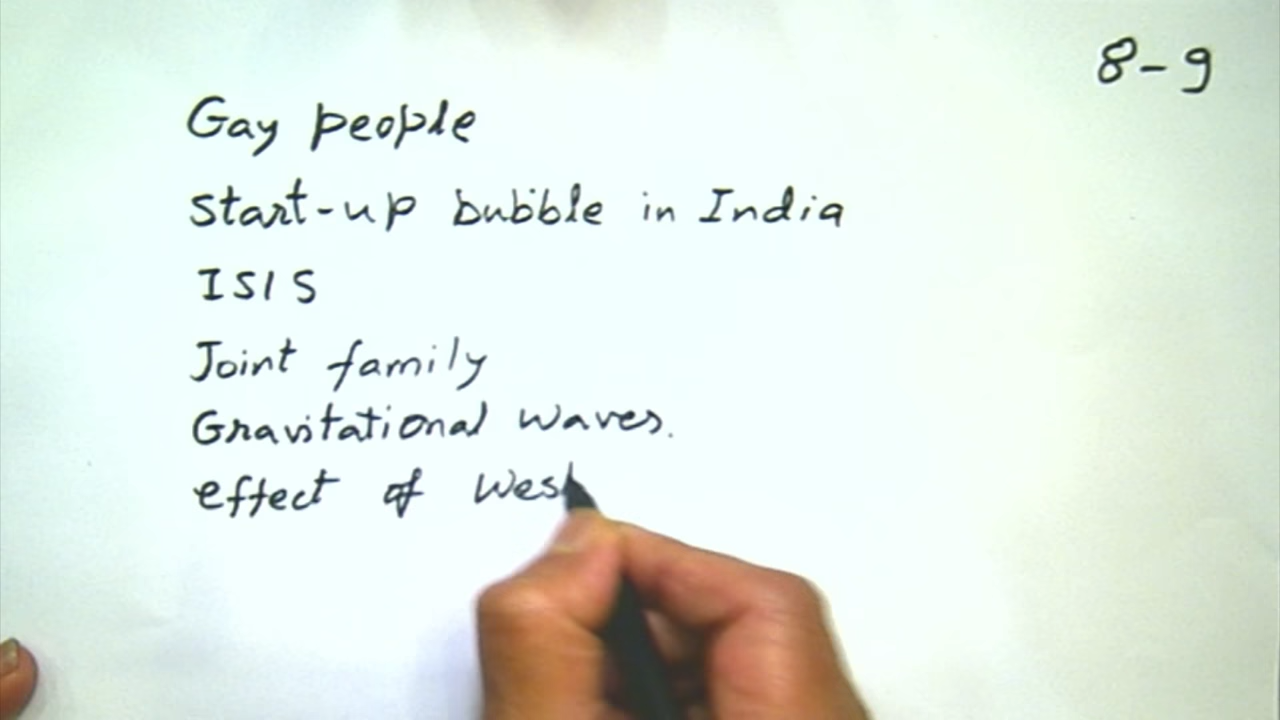 8-9
Gay people
Start-up bubble in India
ISIS
Joint family
Gravitational waves.
effect of West